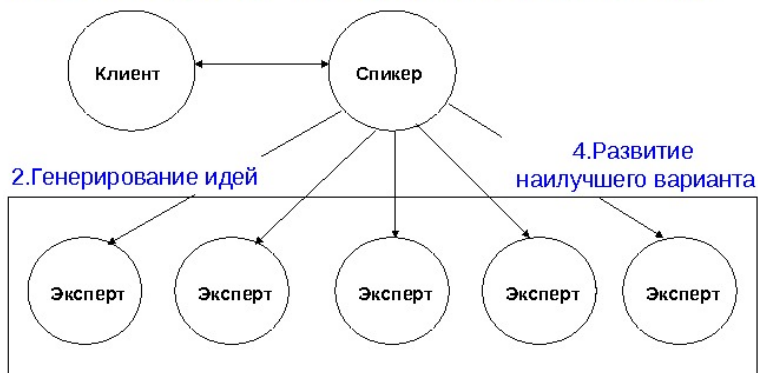 Клиент
Спикер
2.Генерирование идей
4.Развитие
наилучшего варианта
Эксперт
Эксперт
Эксперт
Эксперт
Эксперт